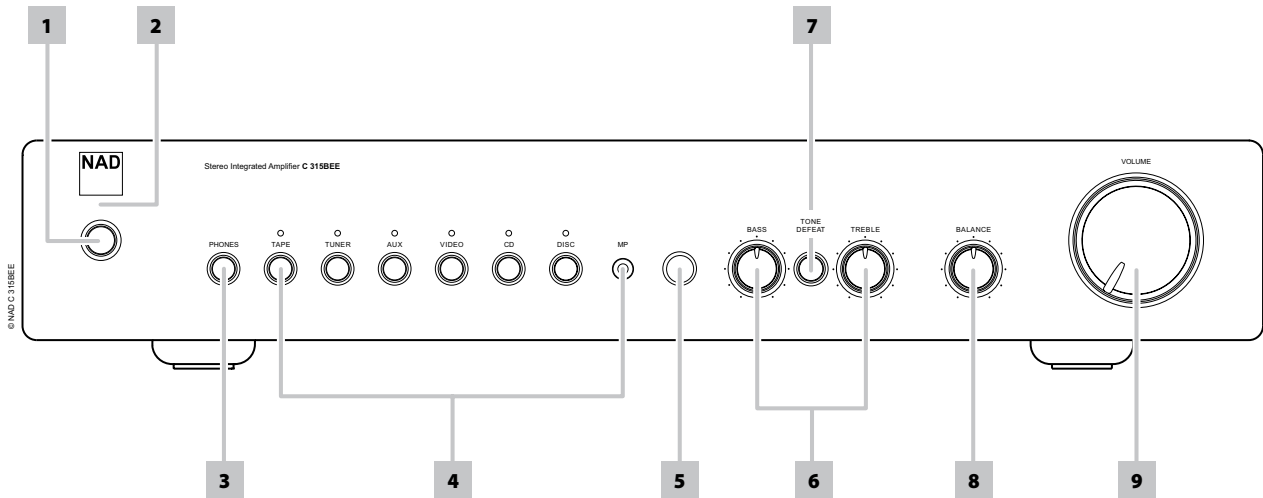 1 2 7
NAD
Stereo Integrated Amplifier C 315BEE
VOLUME
TONE
DEFEAT
BASS TREBLE BALANCE
PHONES TAPE TUNER AUX VIDEO CD DISC MP
© NAD C 315BEE
3 4 5 6 8 9